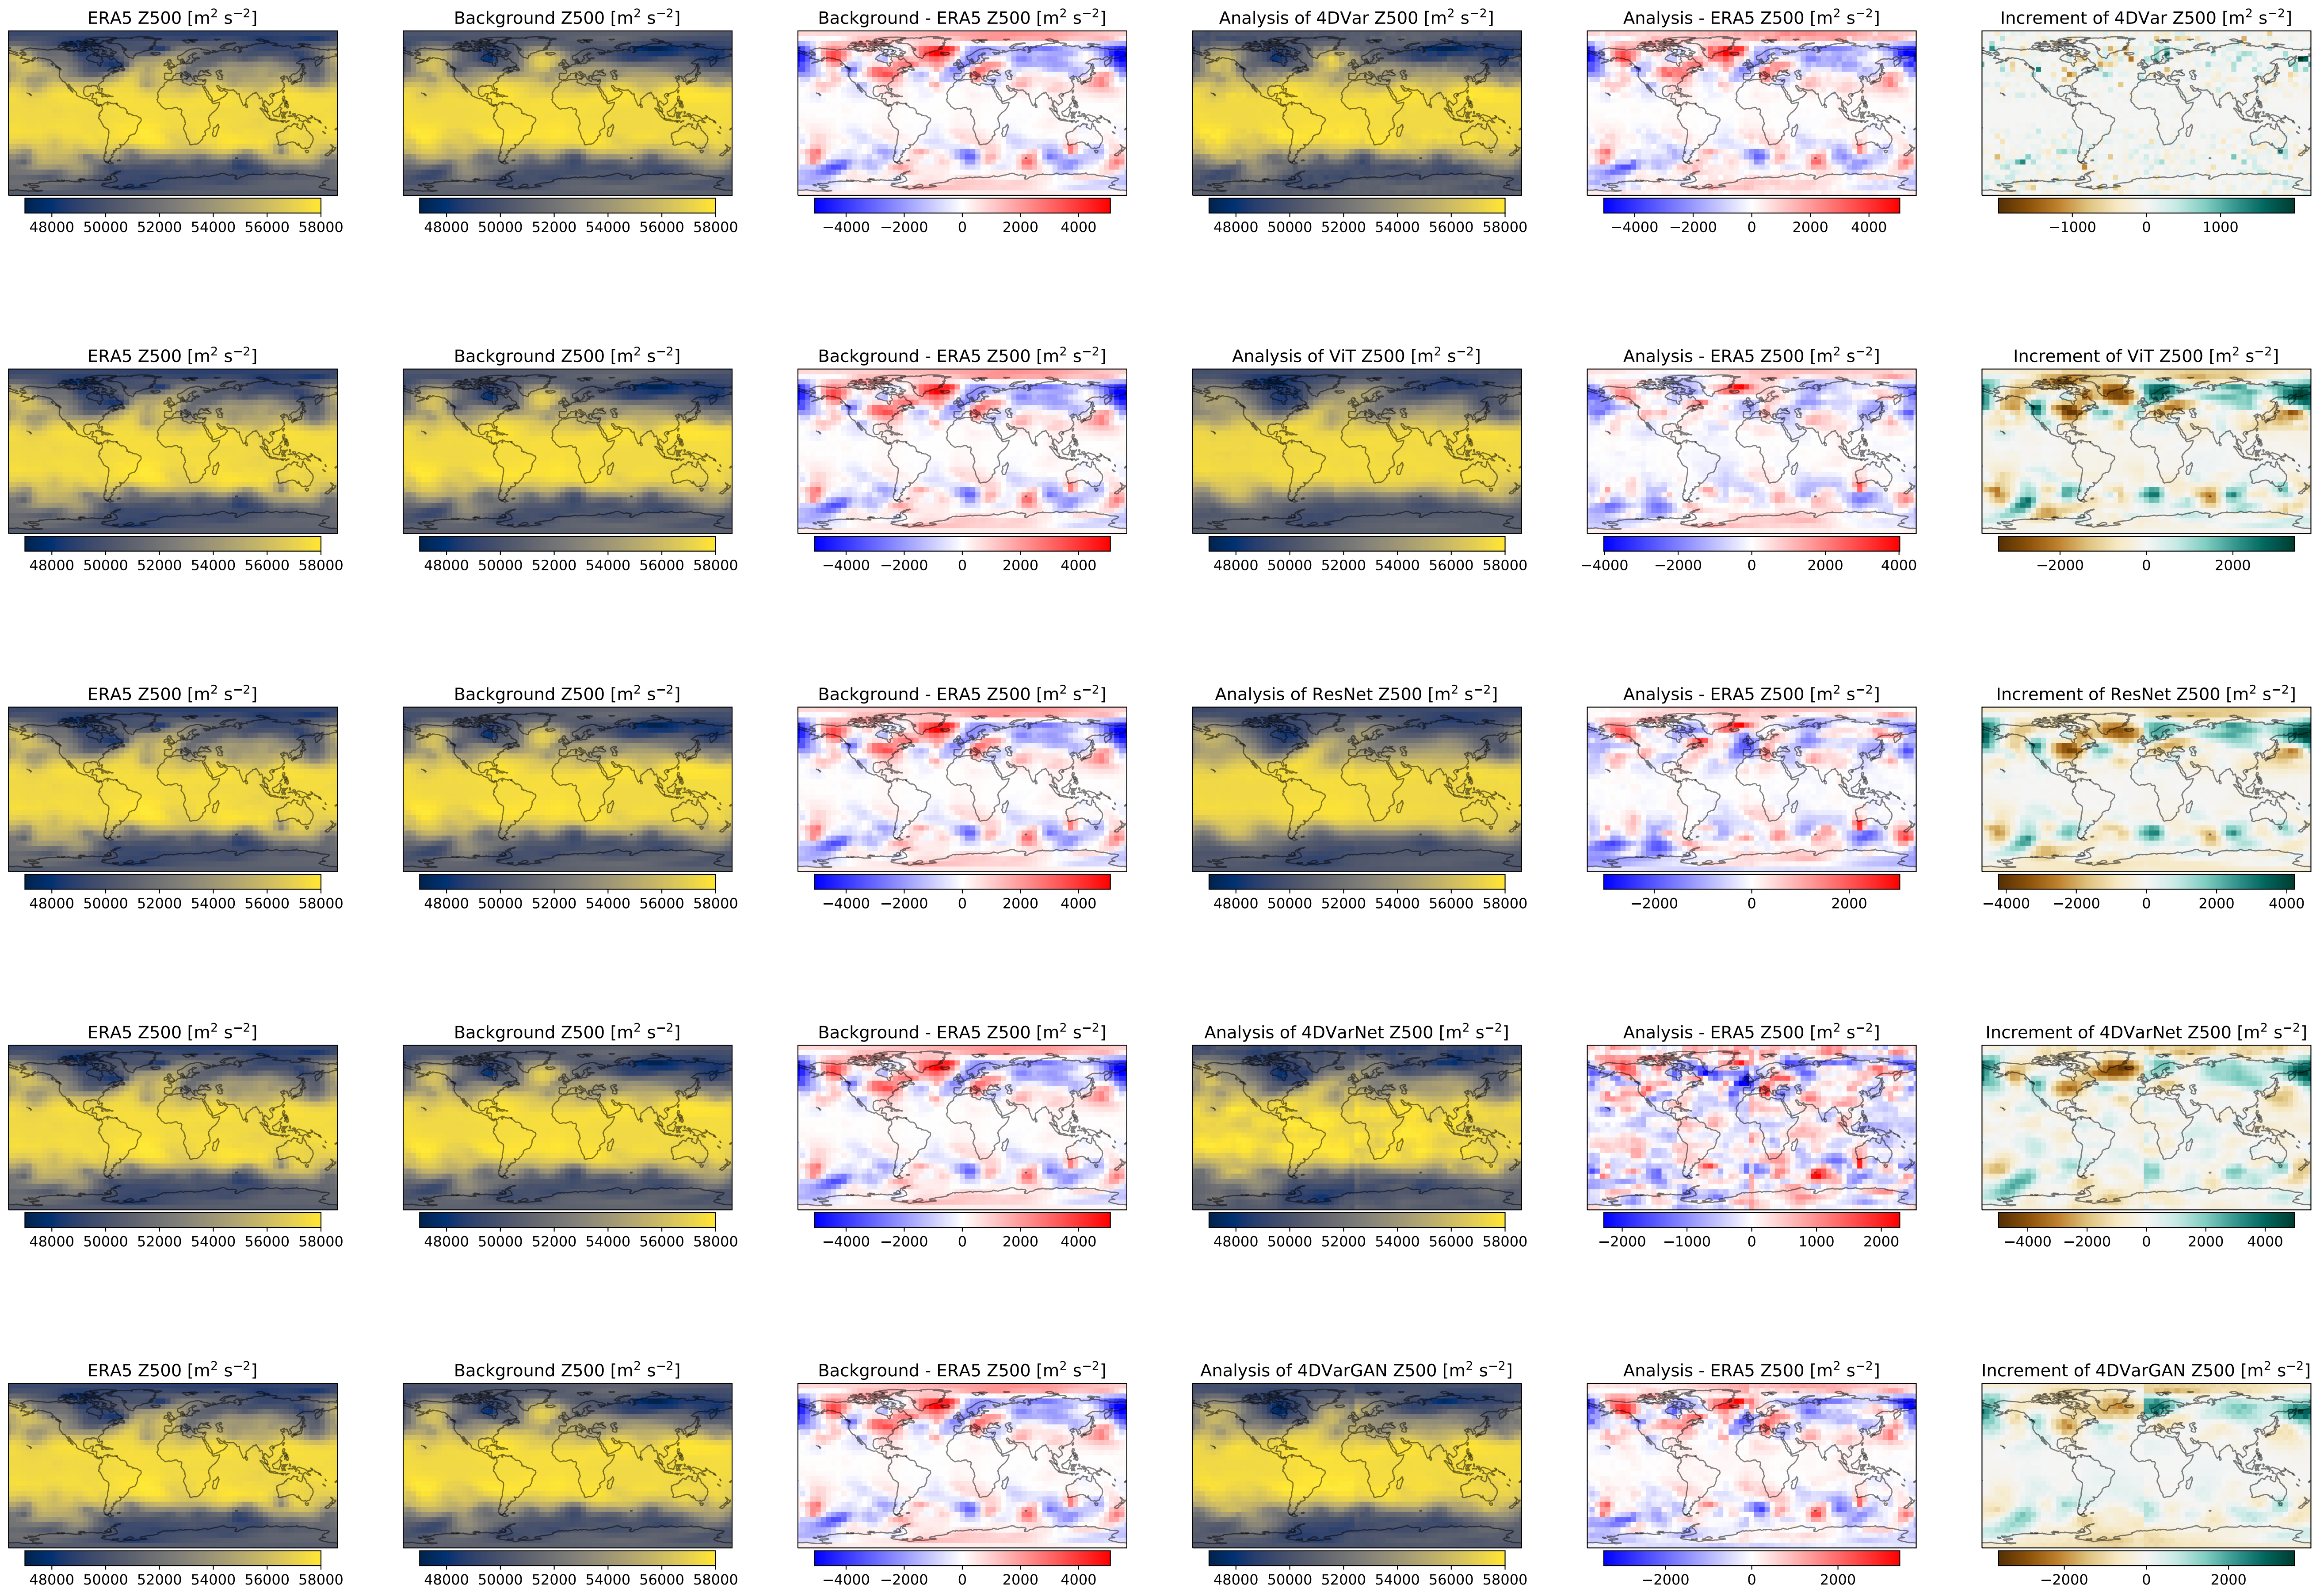 ERA5 Z500 [m² s⁻²] Background Z500 [m² s⁻²] Background - ERA5 Z500 [m² s⁻²] Analysis of 4DVar Z500 [m² s⁻²] Analysis - ERA5 Z500 [m² s⁻²] Increment of 4DVar Z500 [m² s⁻²]
48000 50000 52000 54000 56000 58000 48000 50000 52000 54000 56000 58000 −4000 −2000 0 2000 4000 48000 50000 52000 54000 56000 58000 −4000 −2000 0 2000 4000 −1000 0 1000
ERA5 Z500 [m² s⁻²] Background Z500 [m² s⁻²] Background - ERA5 Z500 [m² s⁻²] Analysis of ViT Z500 [m² s⁻²] Analysis - ERA5 Z500 [m² s⁻²] Increment of ViT Z500 [m² s⁻²]
48000 50000 52000 54000 56000 58000 48000 50000 52000 54000 56000 58000 −4000 −2000 0 2000 4000 48000 50000 52000 54000 56000 58000 −4000 −2000 0 2000 4000 −2000 0 2000
ERA5 Z500 [m² s⁻²] Background Z500 [m² s⁻²] Background - ERA5 Z500 [m² s⁻²] Analysis of ResNet Z500 [m² s⁻²] Analysis - ERA5 Z500 [m² s⁻²] Increment of ResNet Z500 [m² s⁻²]
48000 50000 52000 54000 56000 58000 48000 50000 52000 54000 56000 58000 −4000 −2000 0 2000 4000 48000 50000 52000 54000 56000 58000 −2000 0 2000 −4000 −2000 0 2000 4000
ERA5 Z500 [m² s⁻²] Background Z500 [m² s⁻²] Background - ERA5 Z500 [m² s⁻²] Analysis of 4DVarNet Z500 [m² s⁻²] Analysis - ERA5 Z500 [m² s⁻²] Increment of 4DVarNet Z500 [m² s⁻²]
48000 50000 52000 54000 56000 58000 48000 50000 52000 54000 56000 58000 −4000 −2000 0 2000 4000 48000 50000 52000 54000 56000 58000 −2000 −1000 0 1000 2000 −4000 −2000 0 2000 4000
ERA5 Z500 [m² s⁻²] Background Z500 [m² s⁻²] Background - ERA5 Z500 [m² s⁻²] Analysis of 4DVarGAN Z500 [m² s⁻²] Analysis - ERA5 Z500 [m² s⁻²] Increment of 4DVarGAN Z500 [m² s⁻²]
48000 50000 52000 54000 56000 58000 48000 50000 52000 54000 56000 58000 −4000 −2000 0 2000 4000 48000 50000 52000 54000 56000 58000 −2000 0 2000 −2000 0 2000